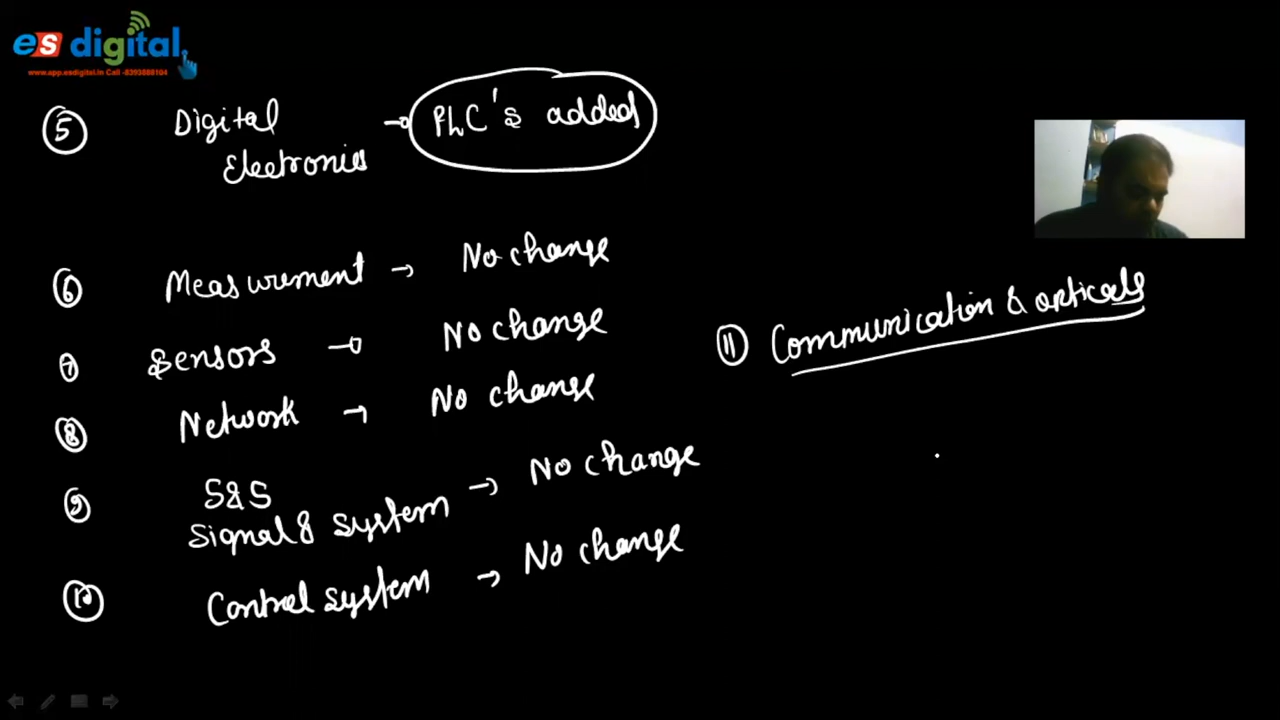 es digital
www.app.esdigital.in Call -8393888104
5 Digital Electronics → PLC's added
6 Measurement → No change
7 Sensors → No change
8 Network → No change
9 S&S
Signal & system → No change
10 Control system → No change
11 Communication & opticals